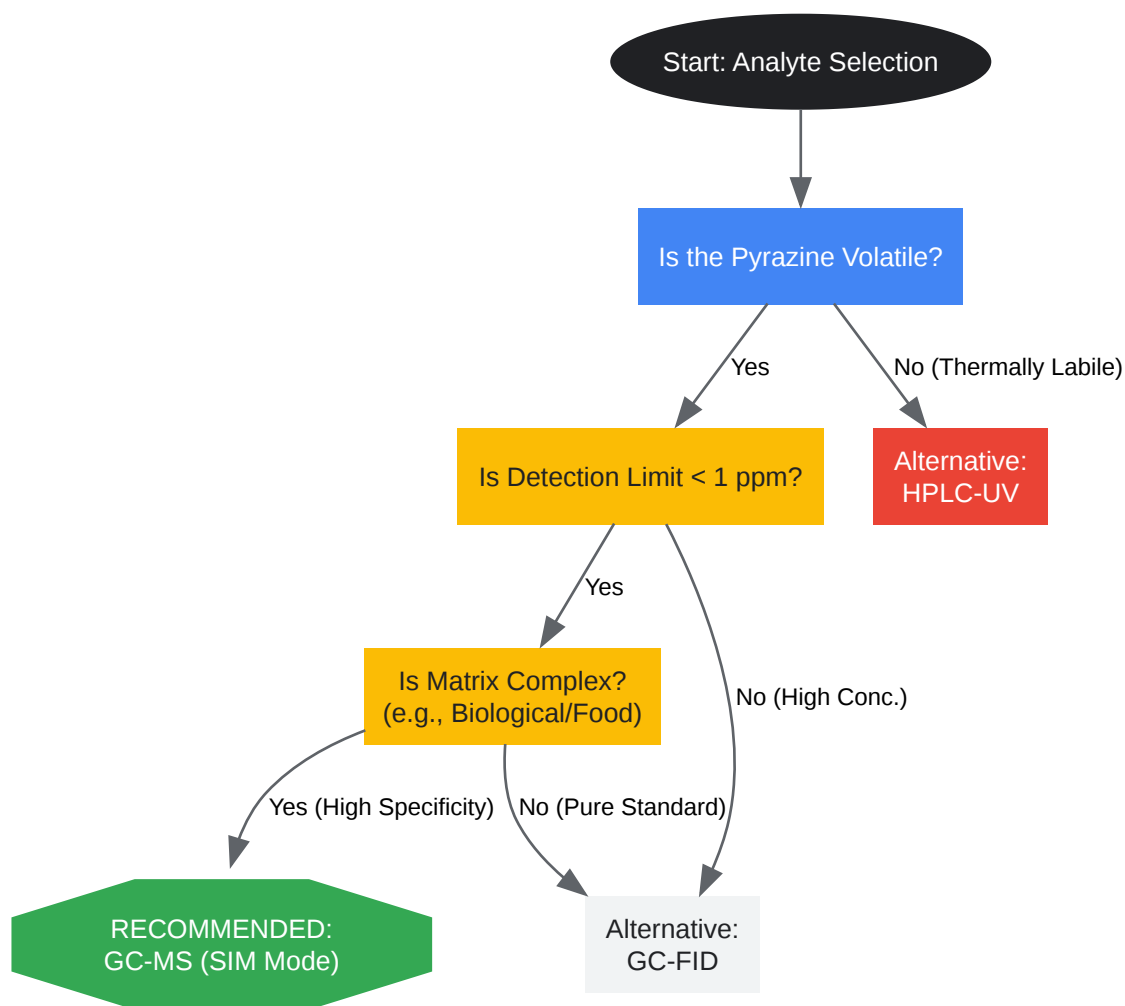 Start: Analyte Selection
Is the Pyrazine Volatile?
Yes
No (Thermally Labile)
Is Detection Limit < 1 ppm?
Alternative:
HPLC-UV
Yes
No (High Conc.)
Is Matrix Complex?
(e.g., Biological/Food)
Yes (High Specificity)
No (Pure Standard)
RECOMMENDED:
GC-MS (SIM Mode)
Alternative:
GC-FID